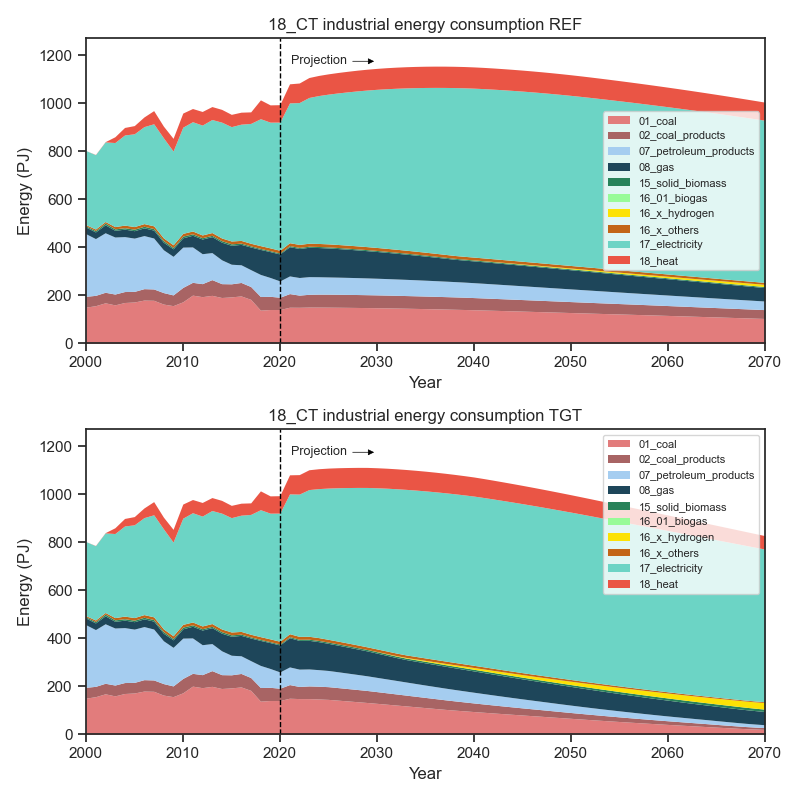 18_CT industrial energy consumption REF
Energy (PJ)
1200
1000
800
600
400
200
0
Projection
01_coal
02_coal_products
07_petroleum_products
08_gas
15_solid_biomass
16_01_biogas
16_x_hydrogen
16_x_others
17_electricity
18_heat
2000 2010 2020 2030 2040 2050 2060 2070
Year
18_CT industrial energy consumption TGT
Energy (PJ)
1200
1000
800
600
400
200
0
Projection
01_coal
02_coal_products
07_petroleum_products
08_gas
15_solid_biomass
16_01_biogas
16_x_hydrogen
16_x_others
17_electricity
18_heat
2000 2010 2020 2030 2040 2050 2060 2070
Year